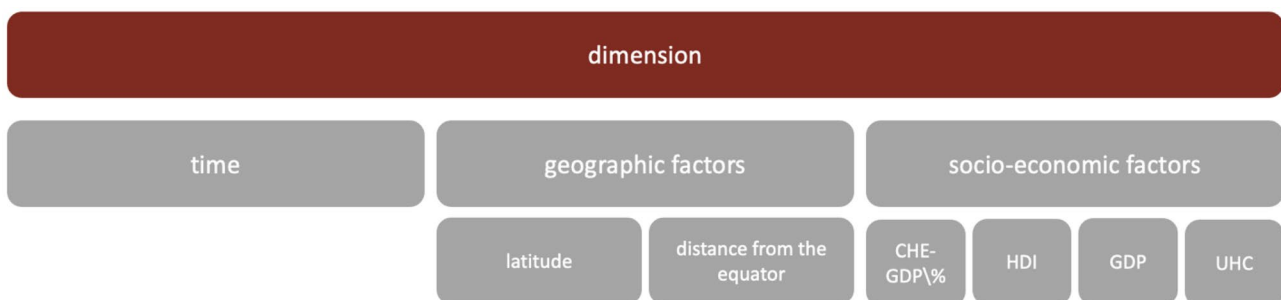 dimension
time
geographic factors
socio-economic factors
latitude
distance from the
equator
CHE-
GDP\%
HDI
GDP
UHC